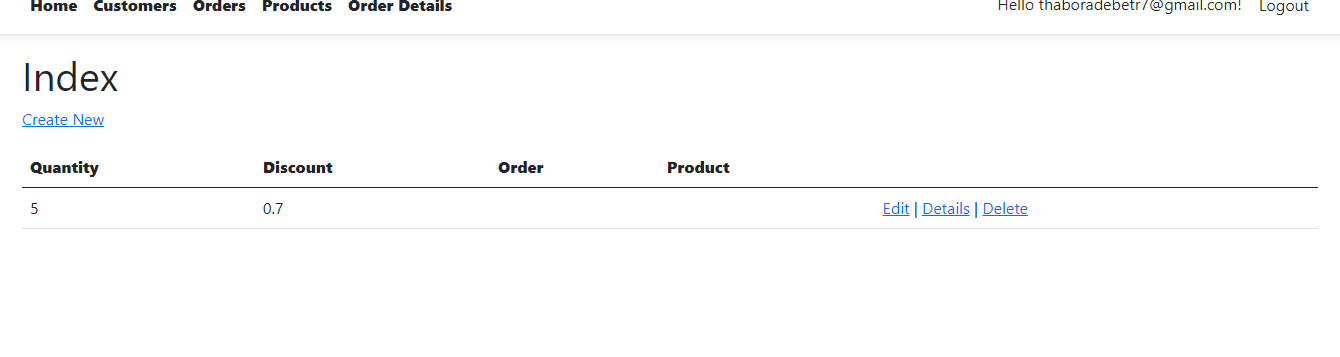 Home Customers Orders Products Order Details Hello thaboradebetr7@gmail.com! Logout
Index
Create New
Quantity Discount Order Product
5 0.7 Edit | Details | Delete